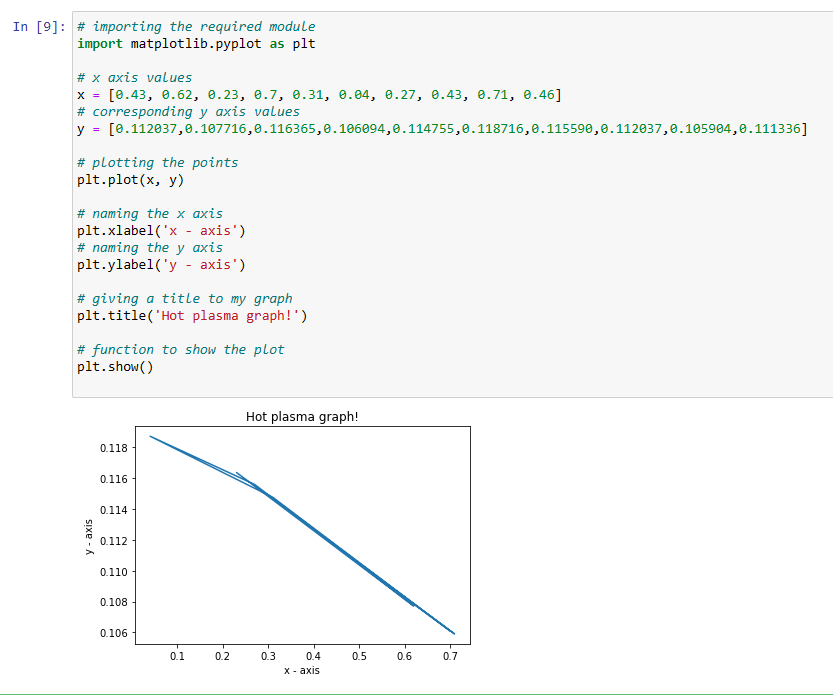 In [9]:
# importing the required module
import matplotlib.pyplot as plt
# x axis values
x = [0.43, 0.62, 0.23, 0.7, 0.31, 0.04, 0.27, 0.43, 0.71, 0.46]
# corresponding y axis values
y = [0.112037,0.107716,0.116365,0.106094,0.114755,0.118716,0.115590,0.112037,0.105904,0.111336]
# plotting the points
plt.plot(x, y)
# naming the x axis
plt.xlabel('x - axis')
# naming the y axis
plt.ylabel('y - axis')
# giving a title to my graph
plt.title('Hot plasma graph!')
# function to show the plot
plt.show()
Hot plasma graph!
0.118
0.116
0.114
0.112
0.110
0.108
0.106
y - axis
0.1 0.2 0.3 0.4 0.5 0.6 0.7
x - axis